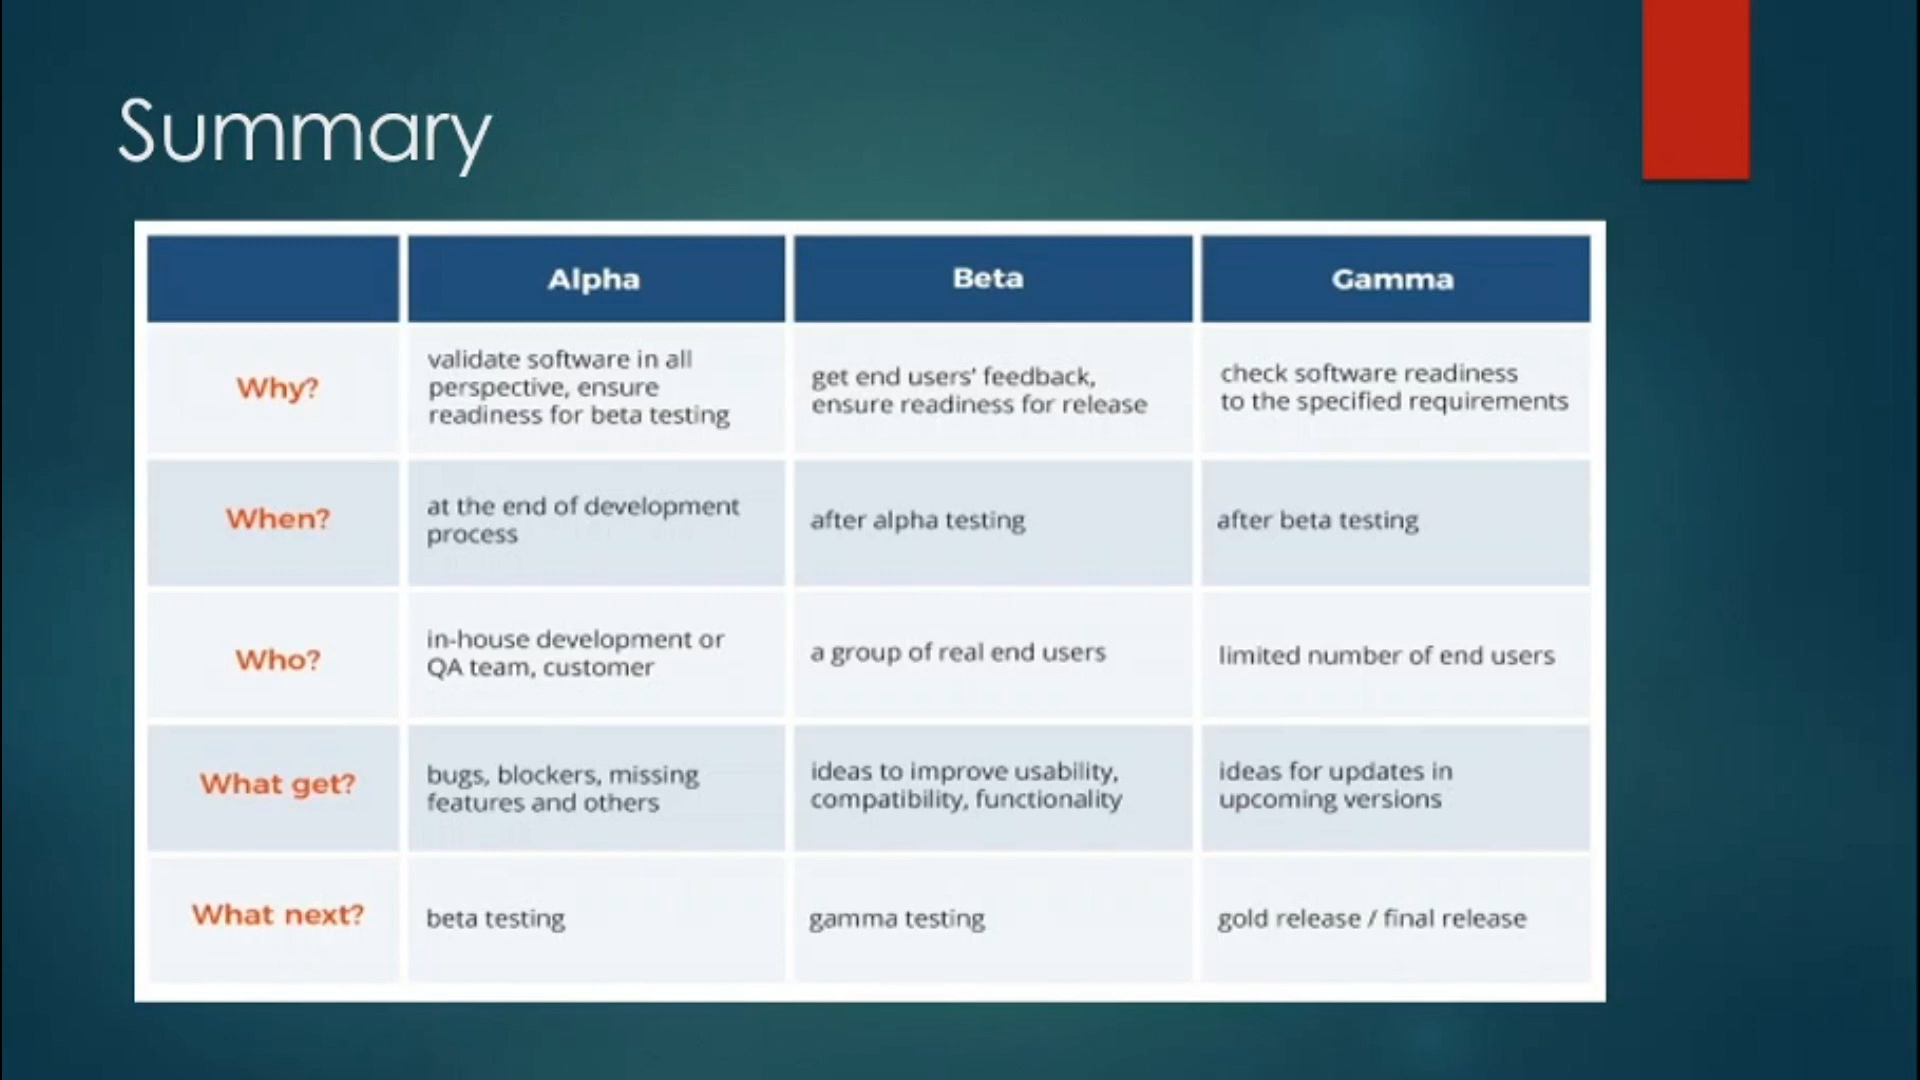 Summary
Alpha
Beta
Gamma
Why?
validate software in all
perspective, ensure
readiness for beta testing
get end users' feedback,
ensure readiness for release
check software readiness
to the specified requirements
When?
at the end of development
process
after alpha testing
after beta testing
Who?
in-house development or
QA team, customer
a group of real end users
limited number of end users
What get?
bugs, blockers, missing
features and others
ideas to improve usability,
compatibility, functionality
ideas for updates in
upcoming versions
What next?
beta testing
gamma testing
gold release / final release